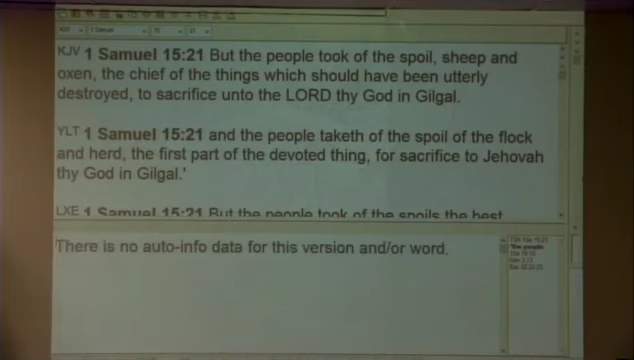 KJV 1 Samuel 15:21 But the people took of the spoil, sheep and
oxen, the chief of the things which should have been utterly
destroyed, to sacrifice unto the LORD thy God in Gilgal.
YLT 1 Samuel 15:21 and the people taketh of the spoil of the flock
and herd, the first part of the devoted thing, for sacrifice to Jehovah
thy God in Gilgal.'
LXE 1 Samuel 15:21 But the people took of the spoils the best
There is no auto-info data for this version and/or word.